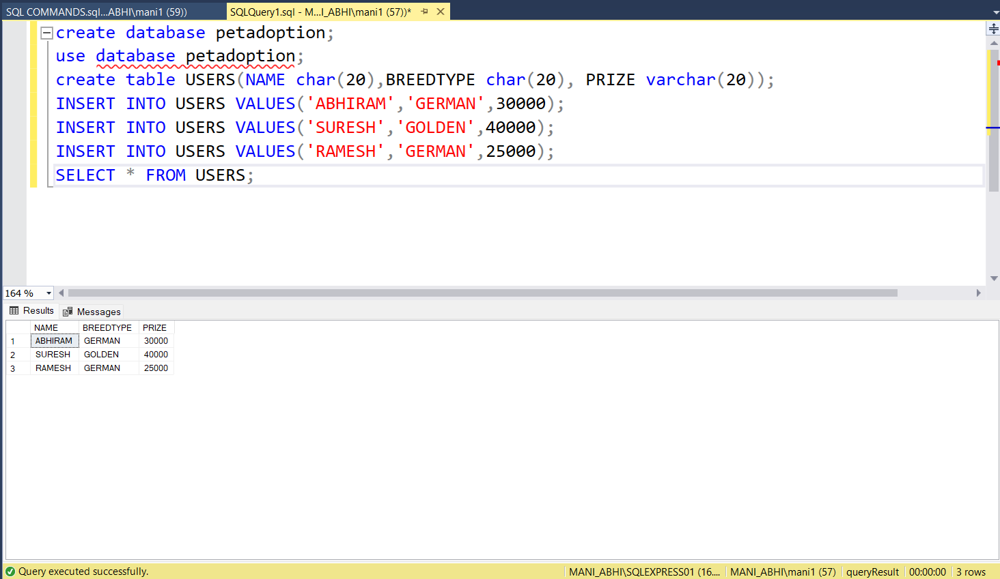 SQL COMMANDS.sql...ABHI\mani1 (59))
SQLQuery1.sql - M...I_ABHI\mani1 (57))*
create database petadoption;
use database petadoption;
create table USERS(NAME char(20),BREEDTYPE char(20), PRIZE varchar(20));
INSERT INTO USERS VALUES('ABHIRAM','GERMAN',30000);
INSERT INTO USERS VALUES('SURESH','GOLDEN',40000);
INSERT INTO USERS VALUES('RAMESH','GERMAN',25000);
SELECT * FROM USERS;
164 %
Results Messages
NAME BREEDTYPE PRIZE
1 ABHIRAM GERMAN 30000
2 SURESH GOLDEN 40000
3 RAMESH GERMAN 25000
Query executed successfully. MANI_ABHI\SQLEXPRESS01 (16.... MANI_ABHI\mani1 (57) queryResult 00:00:00 3 rows